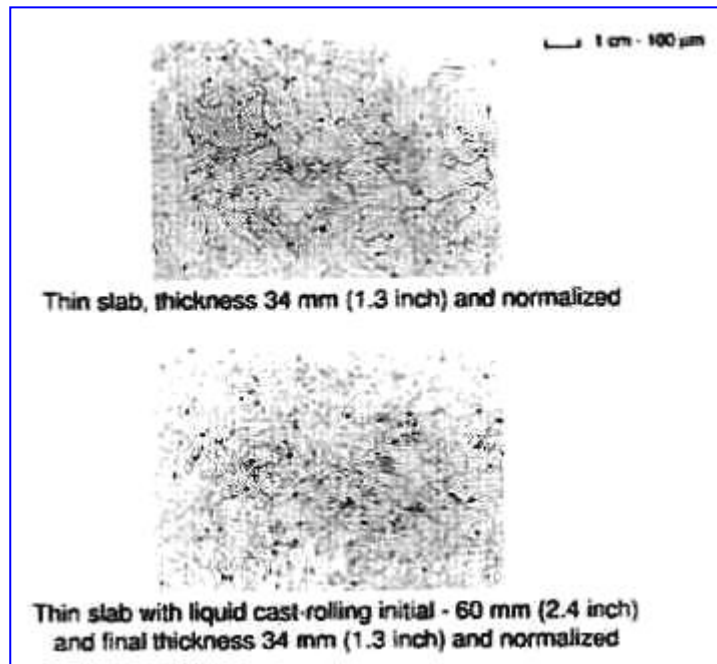 1 cm - 100 µm
Thin slab, thickness 34 mm (1.3 inch) and normalized
Thin slab with liquid cast-rolling initial - 60 mm (2.4 inch)
and final thickness 34 mm (1.3 inch) and normalized